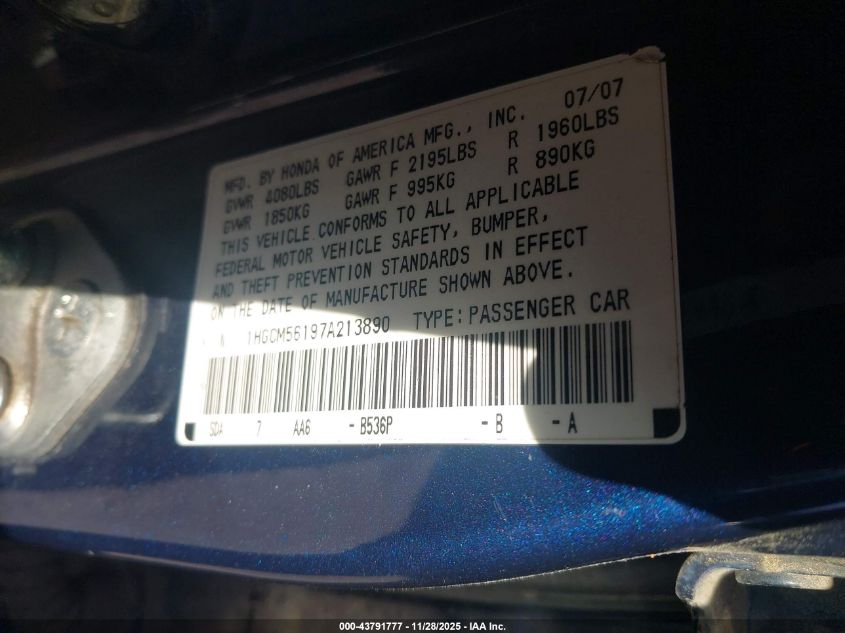 07/07
MFD. BY HONDA OF AMERICA MFG., INC.
GVWR 4080LBS GAWR F 2195LBS R 1960LBS
GVWR 1850KG GAWR F 995KG R 890KG
THIS VEHICLE CONFORMS TO ALL APPLICABLE
FEDERAL MOTOR VEHICLE SAFETY, BUMPER,
AND THEFT PREVENTION STANDARDS IN EFFECT
ON THE DATE OF MANUFACTURE SHOWN ABOVE.
1HGCM56197A213890 TYPE:PASSENGER CAR
SDA 7 AA6 -B536P -B -A
000-43791777 | 11/28/2025 | IAA Inc.